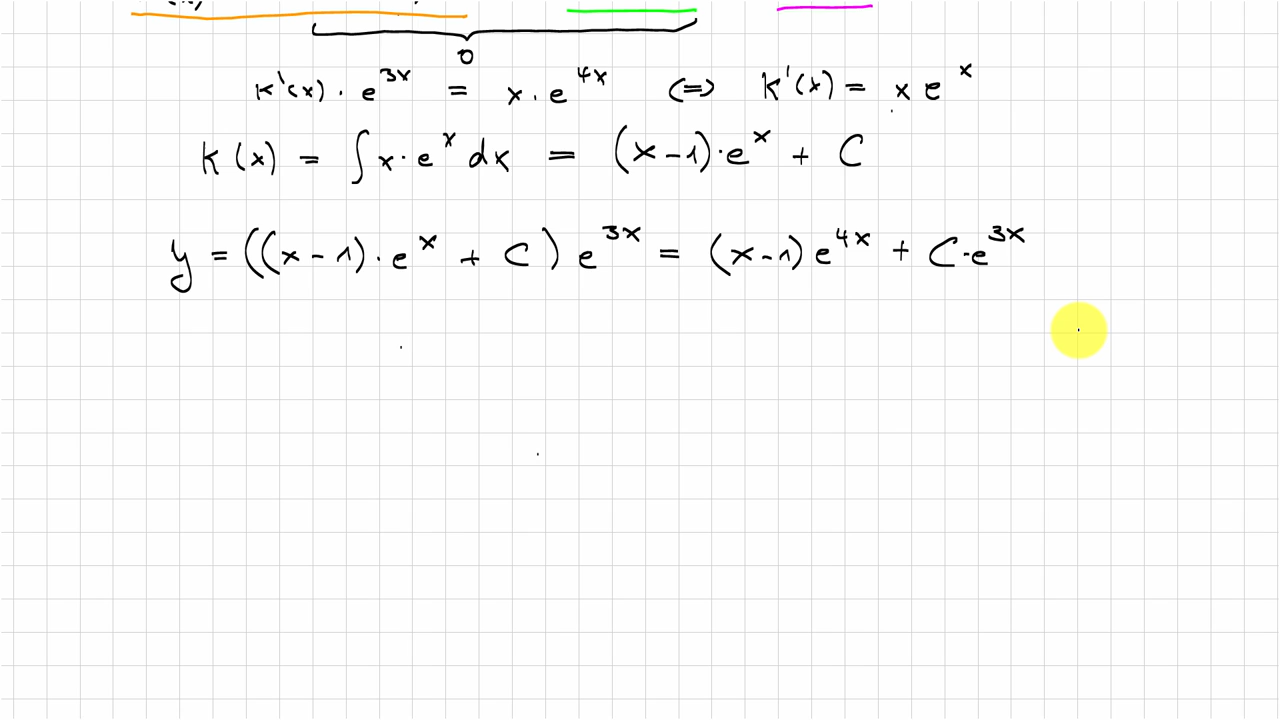 0
K'(x) · e^{3x} = x · e^{4x} (=) K'(x) = x e^x
K(x) = ∫ x · e^x dx = (x-1) · e^x + C
y = ((x-1) · e^x + C) e^{3x} = (x-1) e^{4x} + C · e^{3x}